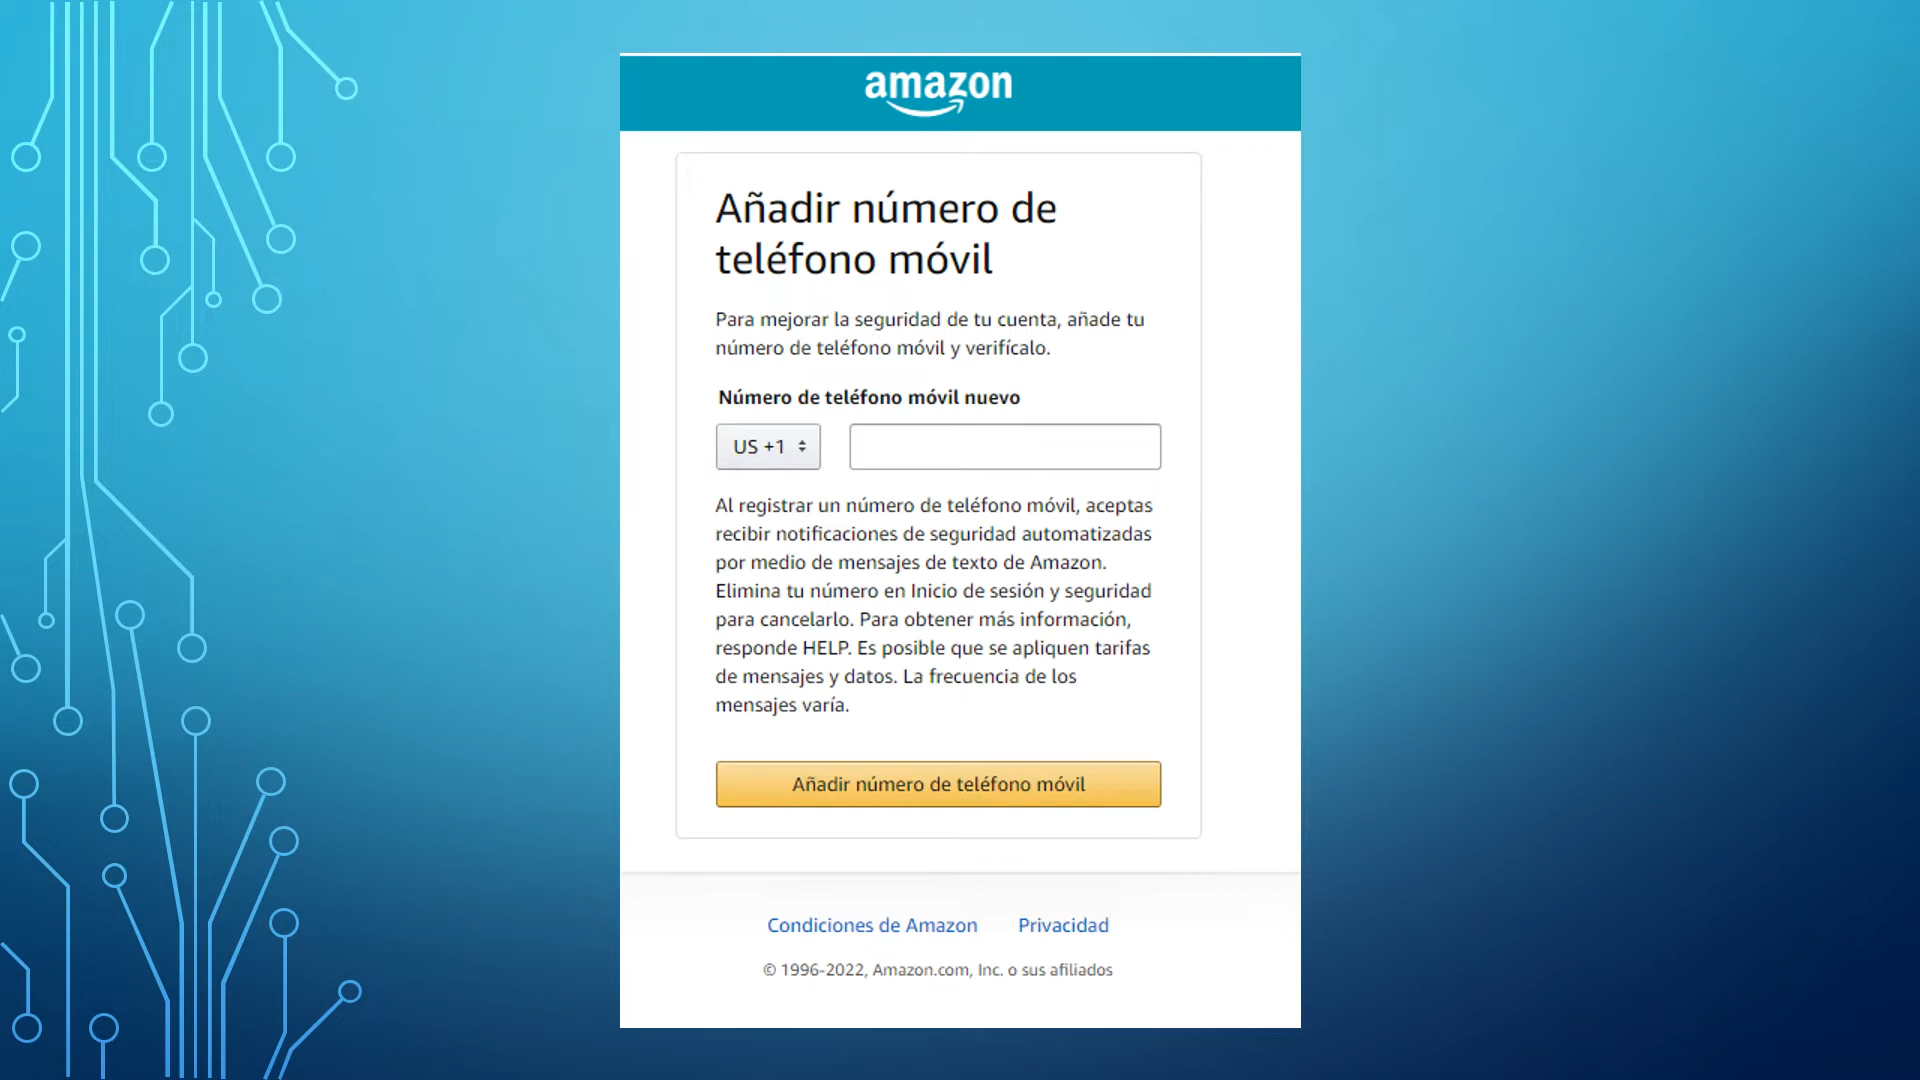 amazon
Añadir número de
teléfono móvil
Para mejorar la seguridad de tu cuenta, añade tu
número de teléfono móvil y verifícalo.
Número de teléfono móvil nuevo
US +1
Al registrar un número de teléfono móvil, aceptas
recibir notificaciones de seguridad automatizadas
por medio de mensajes de texto de Amazon.
Elimina tu número en Inicio de sesión y seguridad
para cancelarlo. Para obtener más información,
responde HELP. Es posible que se apliquen tarifas
de mensajes y datos. La frecuencia de los
mensajes varía.
Añadir número de teléfono móvil
Condiciones de Amazon Privacidad
© 1996-2022, Amazon.com, Inc. o sus afiliados